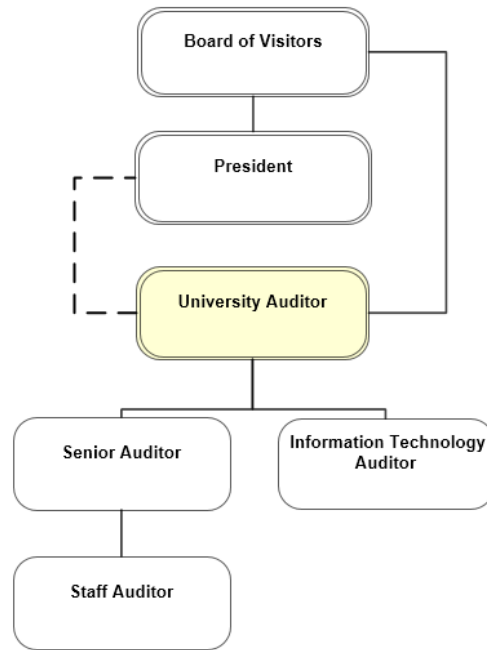 Board of Visitors
President
University Auditor
Senior Auditor
Information Technology
Auditor
Staff Auditor